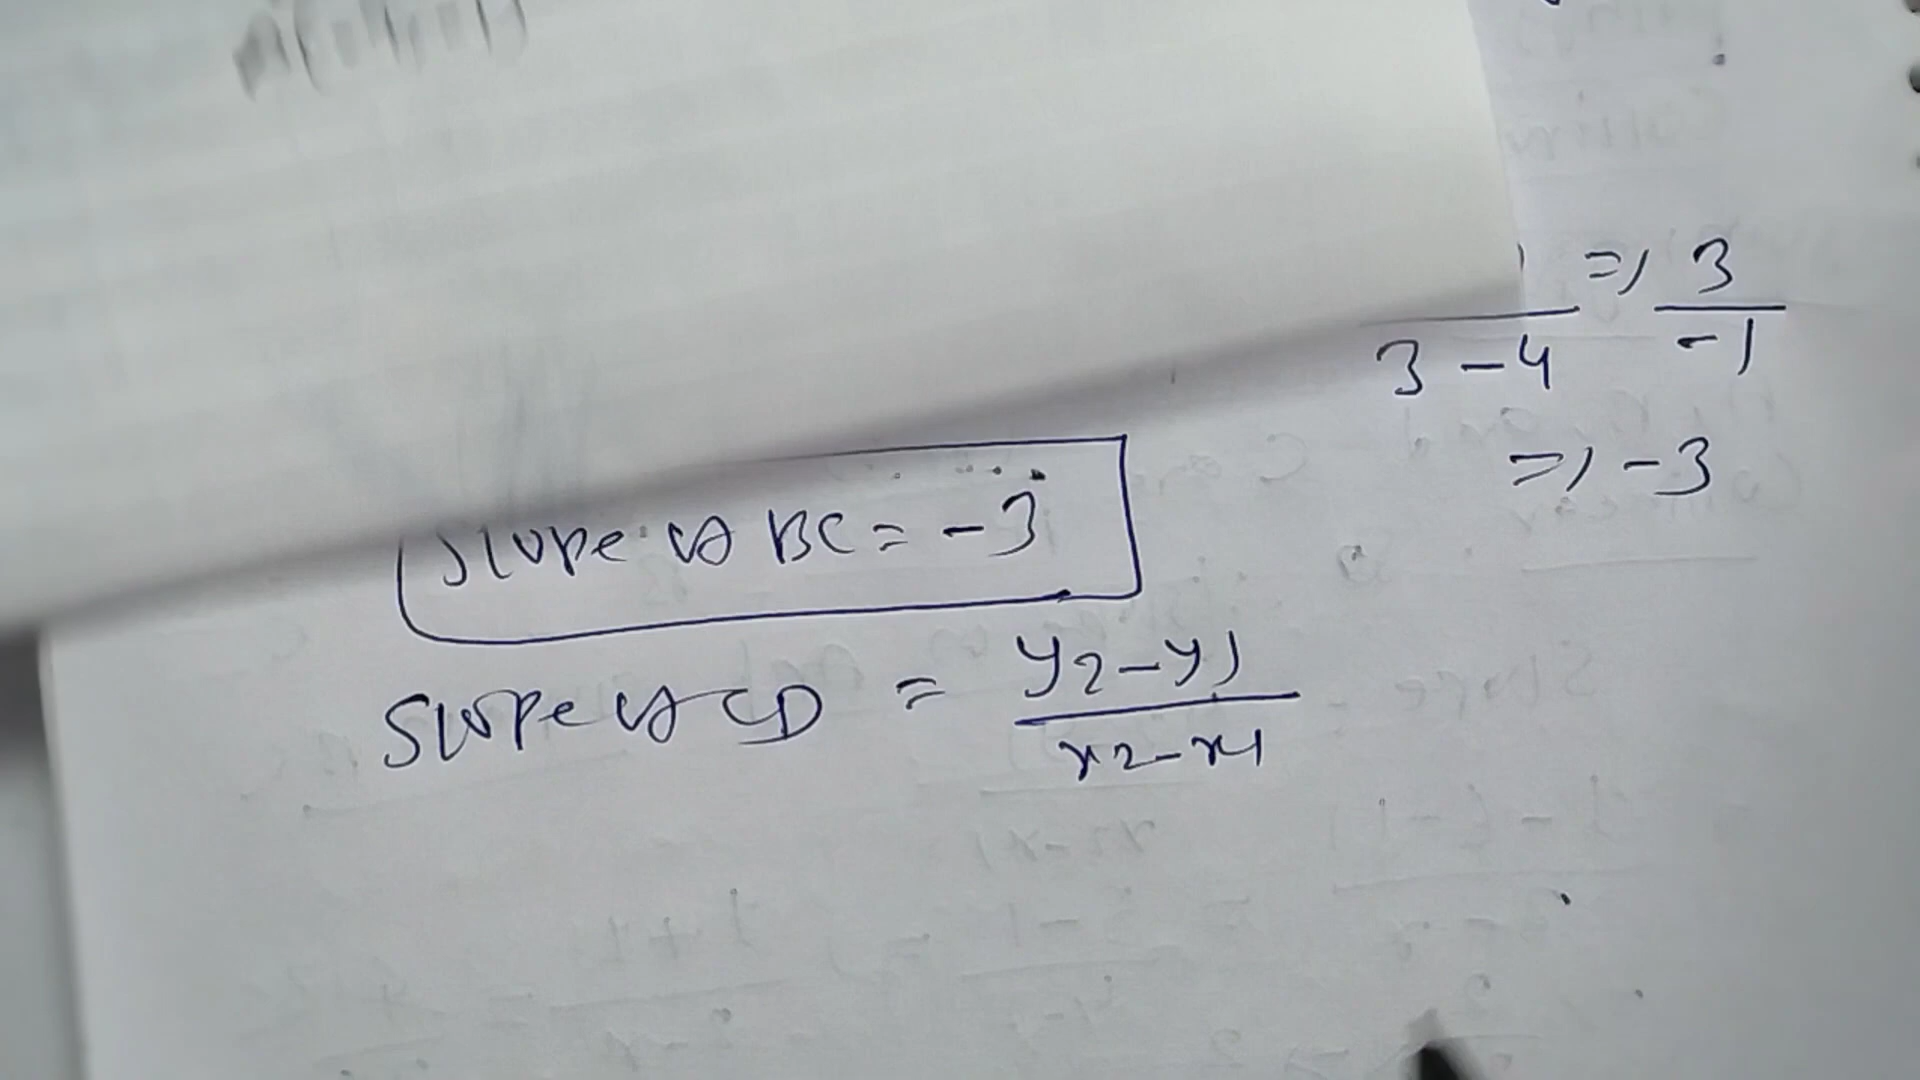 => 3
3 - 4 -1
=> -3
Slope of BC = -3
Slope of CD = y2-y1
x2-x1